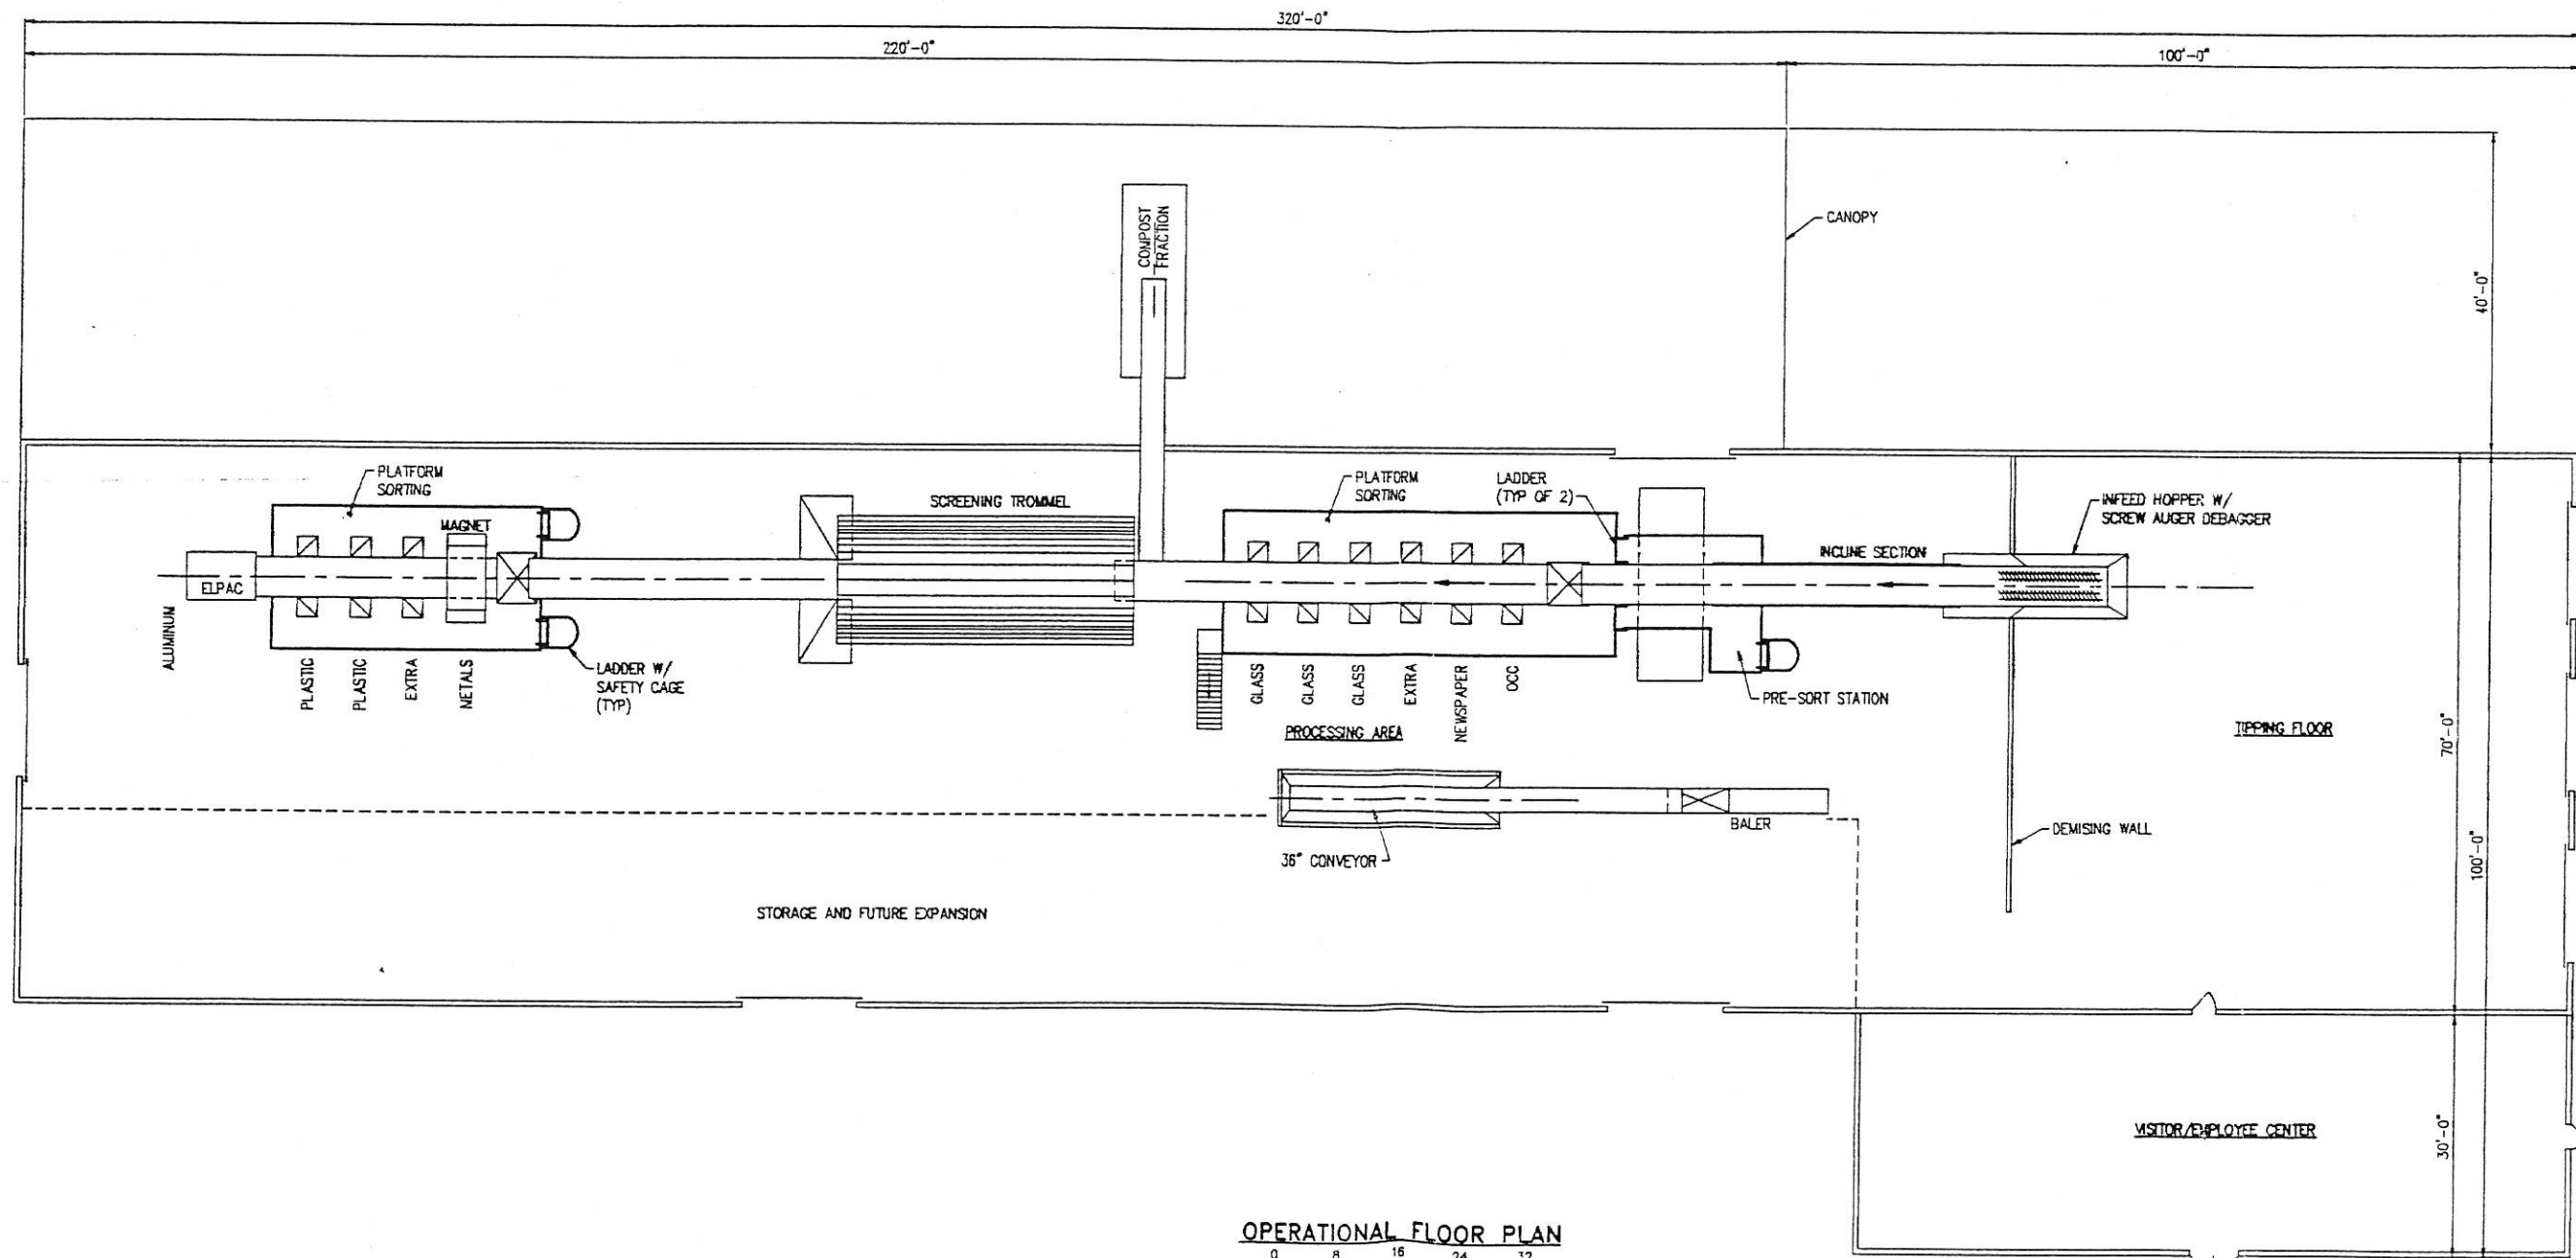 320'-0"
220'-0"
100'-0"
COMPOST
FRACTION
CANOPY
40'-0"
PLATFORM
SORTING
MAGNET
SCREENING TROMMEL
PLATFORM
SORTING
LADDER
(TYP OF 2)
INFEED HOPPER W/
SCREW AUGER DEBAGGER
INCLINE SECTION
ELPAC
ALUMINUM
PLASTIC
PLASTIC
EXTRA
METALS
LADDER W/
SAFETY CAGE
(TYP)
GLASS
GLASS
GLASS
EXTRA
NEWSPAPER
OCC
PRE-SORT STATION
PROCESSING AREA
TIPPING FLOOR
70'-0"
BALER
DEMISING WALL
36" CONVEYOR
100'-0"
STORAGE AND FUTURE EXPANSION
VISITOR/EMPLOYEE CENTER
30'-0"
OPERATIONAL FLOOR PLAN
0 8 16 24 32